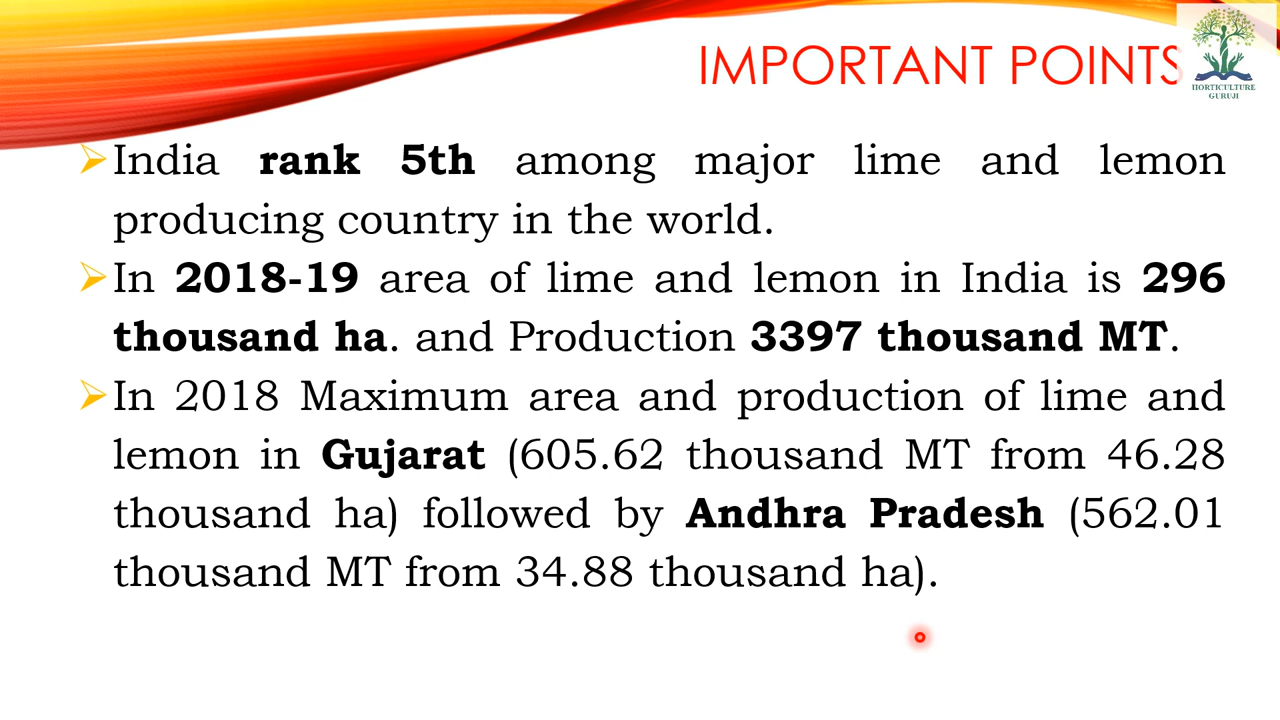 IMPORTANT POINTS
HORTICULTURE
GURUJI
➢India rank 5th among major lime and lemon
producing country in the world.
➢In 2018-19 area of lime and lemon in India is 296
thousand ha. and Production 3397 thousand MT.
➢In 2018 Maximum area and production of lime and
lemon in Gujarat (605.62 thousand MT from 46.28
thousand ha) followed by Andhra Pradesh (562.01
thousand MT from 34.88 thousand ha).